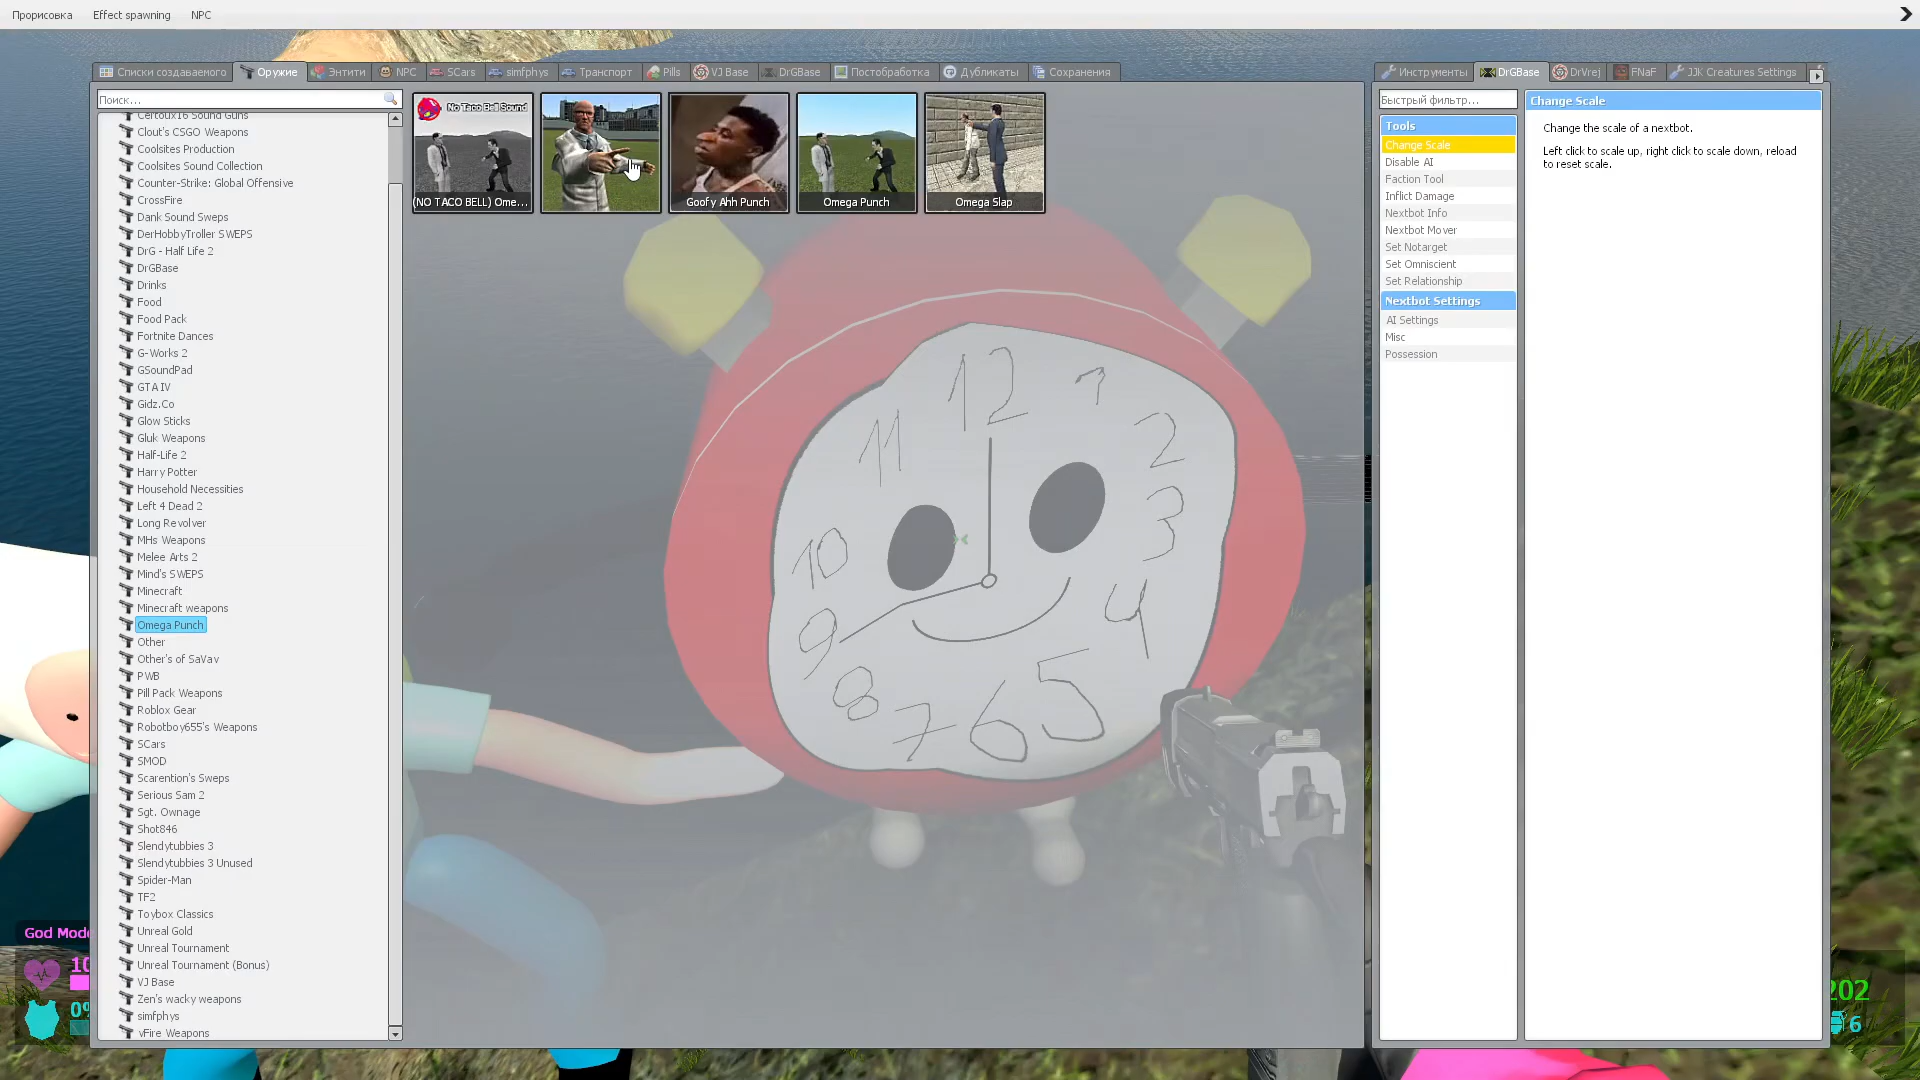 Прорисовка
Effect spawning
NPC
Списки создаваемого
Оружие
Энтити
NPC
SCars
simfphys
Транспорт
Pills
VJ Base
DrGBase
Постобработка
Дубликаты
Сохранения
Инструменты
DrGBase
DrVrej
FNaF
JJK Creatures Settings
Поиск...
Certoux16 Sound Guns
Clout's CSGO Weapons
Coolsites Production
Coolsites Sound Collection
Counter-Strike: Global Offensive
CrossFire
Dank Sound Sweps
DerHobbyTroller SWEPS
DrG - Half Life 2
DrGBase
Drinks
Food
Food Pack
Fortnite Dances
G-Works 2
GSoundPad
GTA IV
Gidz.Co
Glow Sticks
Gluk Weapons
Half-Life 2
Harry Potter
Household Necessities
Left 4 Dead 2
Long Revolver
MHs Weapons
Melee Arts 2
Mind's SWEPS
Minecraft
Minecraft weapons
Omega Punch
Other
Other's of SaVav
PWB
Pill Pack Weapons
Roblox Gear
Robotboy655's Weapons
SCars
SMOD
Scarention's Sweps
Serious Sam 2
Sgt. Ownage
Shot846
Slendytubbies 3
Slendytubbies 3 Unused
Spider-Man
TF2
Toybox Classics
Unreal Gold
Unreal Tournament
Unreal Tournament (Bonus)
VJ Base
Zen's wacky weapons
simfphys
vFire Weapons
No Taco Bell Sound
(NO TACO BELL) Ome...
Goofy Ahh Punch
Omega Punch
Omega Slap
12
1
2
3
4
5
6
7
8
9
10
11
Быстрый фильтр...
Tools
Change Scale
Disable AI
Faction Tool
Inflict Damage
Nextbot Info
Nextbot Mover
Set Notarget
Set Omniscient
Set Relationship
Nextbot Settings
AI Settings
Misc
Possession
Change Scale
Change the scale of a nextbot.
Left click to scale up, right click to scale down, reload
to reset scale.
God Mode
10
0%
202
6